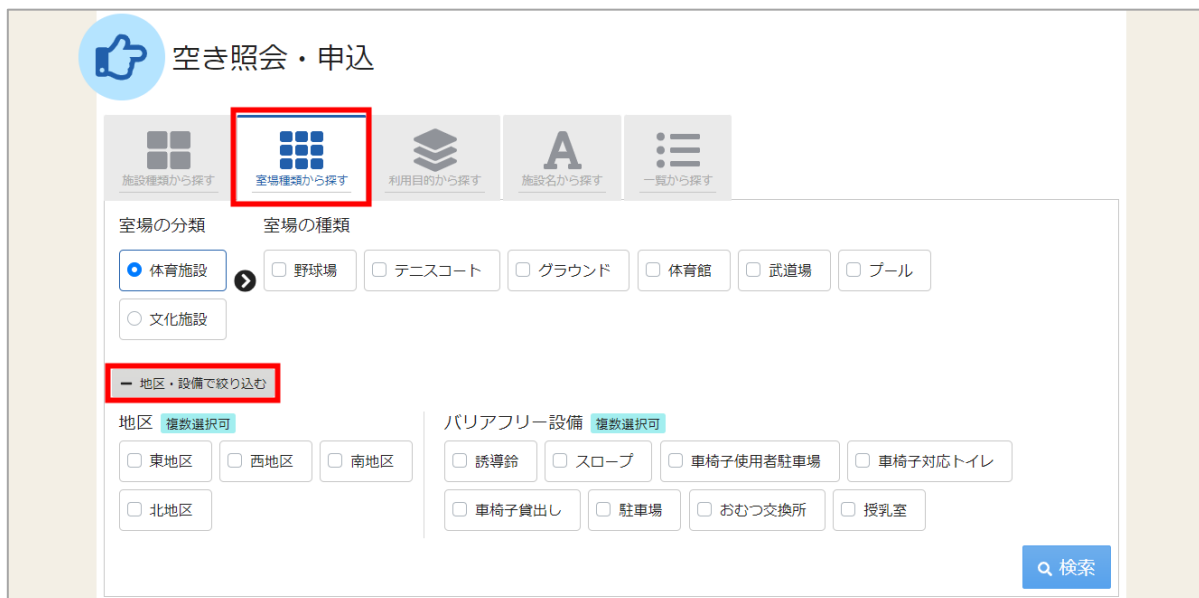 空き照会・申込
施設種類から探す 室場種類から探す 利用目的から探す 施設名から探す 一覧から探す
室場の分類 室場の種類
体育施設 野球場 テニスコート グラウンド 体育館 武道場 プール
文化施設
地区・設備で絞り込む
地区 複数選択可
東地区 西地区 南地区
北地区
バリアフリー設備 複数選択可
誘導鈴 スロープ 車椅子使用者駐車場 車椅子対応トイレ
車椅子貸出し 駐車場 おむつ交換所 授乳室
検索